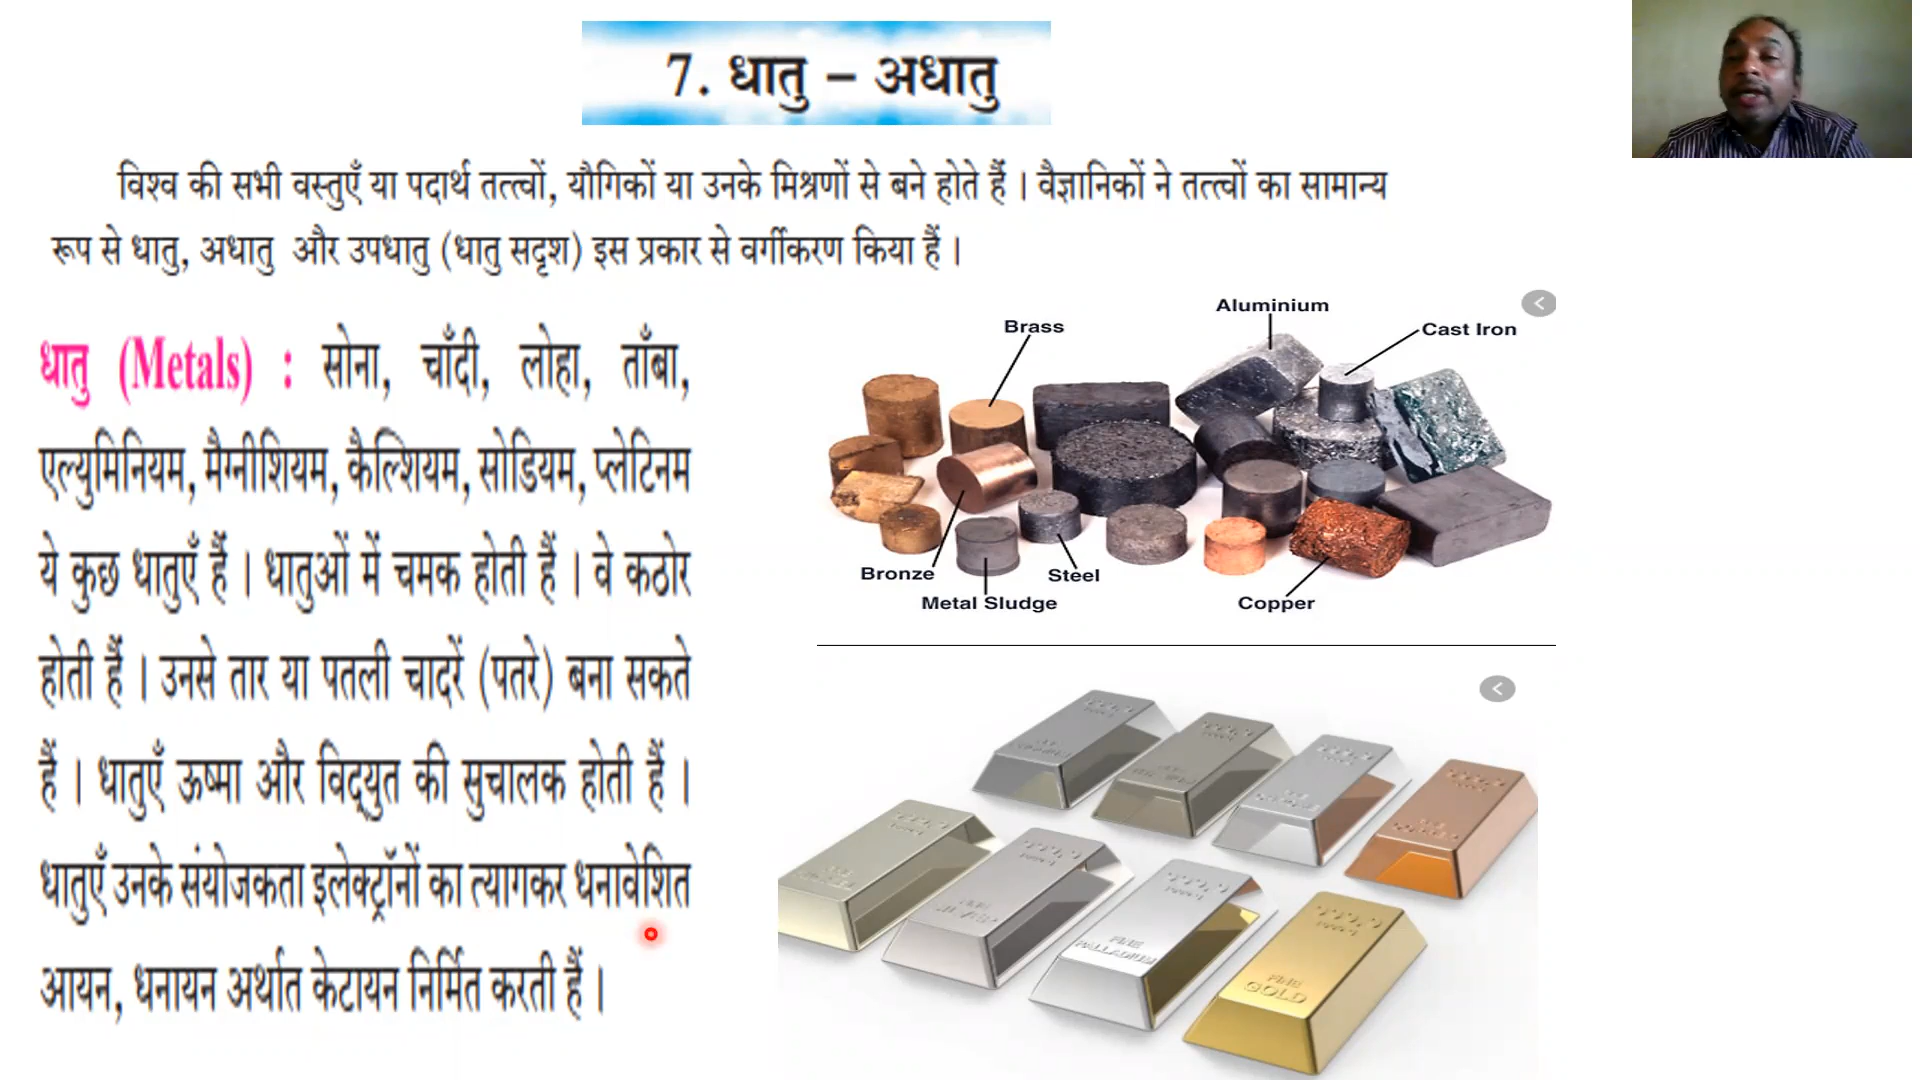 7. धातु – अधातु
विश्व की सभी वस्तुएँ या पदार्थ तत्त्वों, यौगिकों या उनके मिश्रणों से बने होते हैं । वैज्ञानिकों ने तत्त्वों का सामान्य
रूप से धातु, अधातु और उपधातु (धातु सदृश) इस प्रकार से वर्गीकरण किया हैं ।
धातु (Metals) : सोना, चाँदी, लोहा, ताँबा,
एल्युमिनियम, मैग्नीशियम, कैल्शियम, सोडियम, प्लेटिनम
ये कुछ धातुएँ हैं । धातुओं में चमक होती हैं । वे कठोर
होती हैं । उनसे तार या पतली चादरें (पतरे) बना सकते
हैं । धातुएँ ऊष्मा और विद्युत की सुचालक होती हैं ।
धातुएँ उनके संयोजकता इलेक्ट्रॉनों का त्यागकर धनावेशित
आयन, धनायन अर्थात केटायन निर्मित करती हैं ।
Aluminium
Brass
Cast Iron
Bronze
Steel
Metal Sludge
Copper
FINE
PALLADIUM
FINE
GOLD